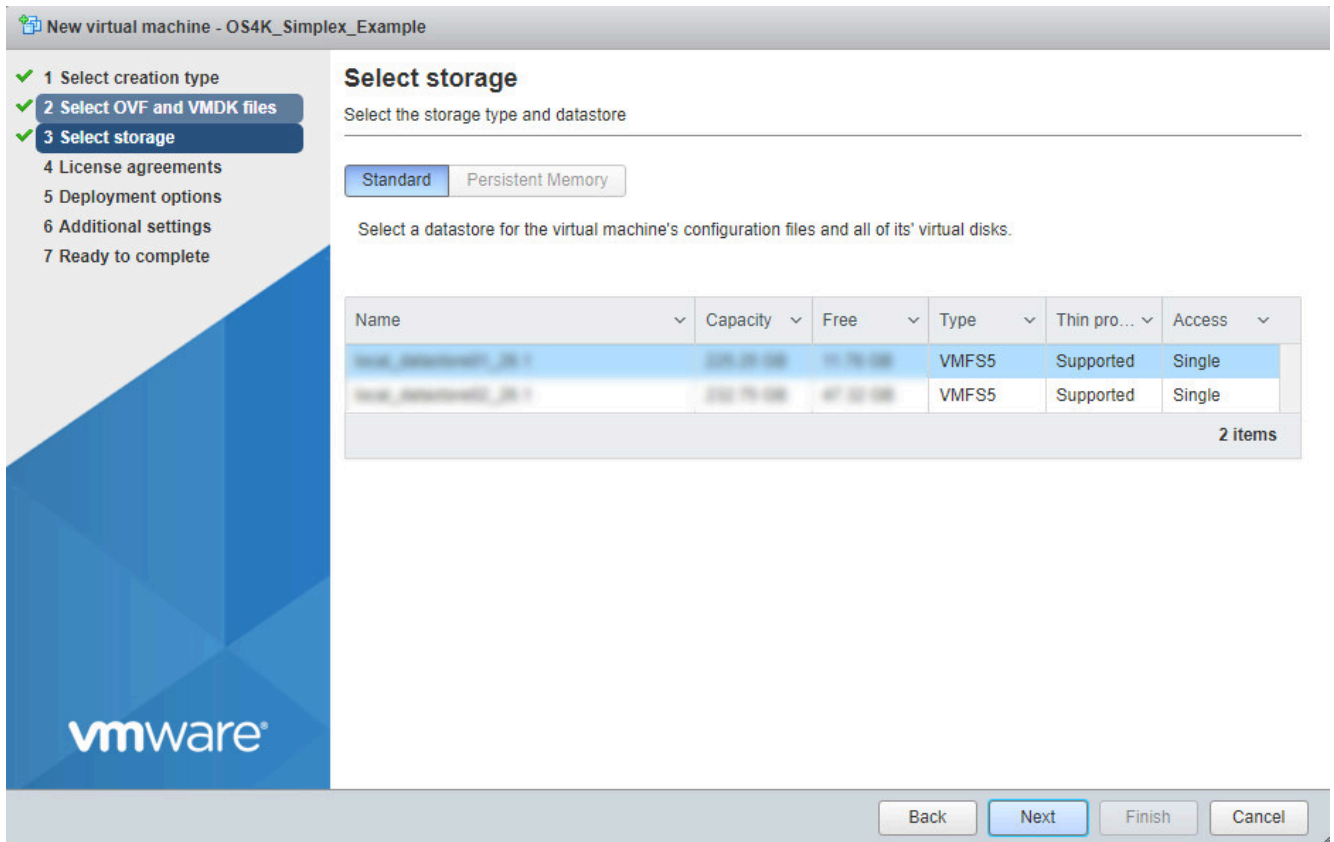 New virtual machine - OS4K_Simplex_Example
1 Select creation type
2 Select OVF and VMDK files
3 Select storage
4 License agreements
5 Deployment options
6 Additional settings
7 Ready to complete
vmware®
Select storage
Select the storage type and datastore
Standard Persistent Memory
Select a datastore for the virtual machine's configuration files and all of its' virtual disks.
Name Capacity Free Type Thin pro... Access
VMFS5 Supported Single
VMFS5 Supported Single
2 items
Back Next Finish Cancel